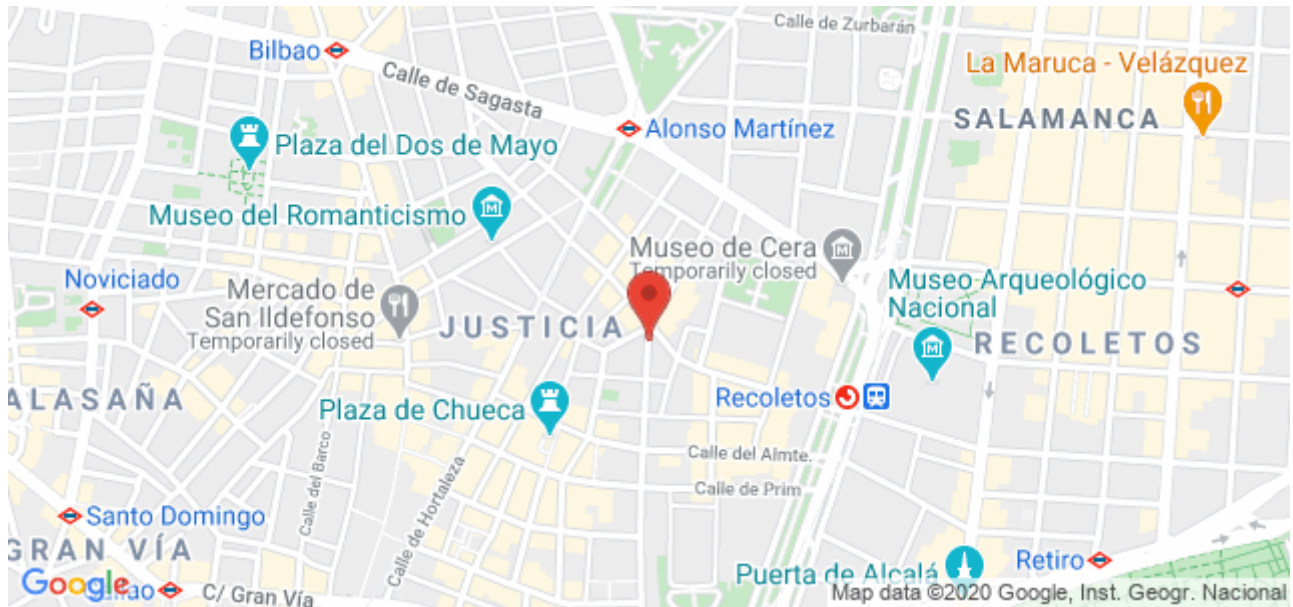 Calle de Zurbarán
Bilbao
La Maruca - Velázquez
Calle de Sagasta
SALAMANCA
Alonso Martínez
Plaza del Dos de Mayo
Museo del Romanticismo
Museo de Cera
Temporarily closed
Noviciado
Museo Arqueológico
Nacional
Mercado de
San Ildefonso
Temporarily closed
JUSTICIA
RECOLETOS
ALASAÑA
Plaza de Chueca
Recoletos
Calle del Barco
Calle de Hortaleza
Calle del Almte.
Calle de Prim
Santo Domingo
GRAN VÍA
Retiro
Puerta de Alcalá
Google
C/ Gran Vía
Map data ©2020 Google, Inst. Geogr. Nacional